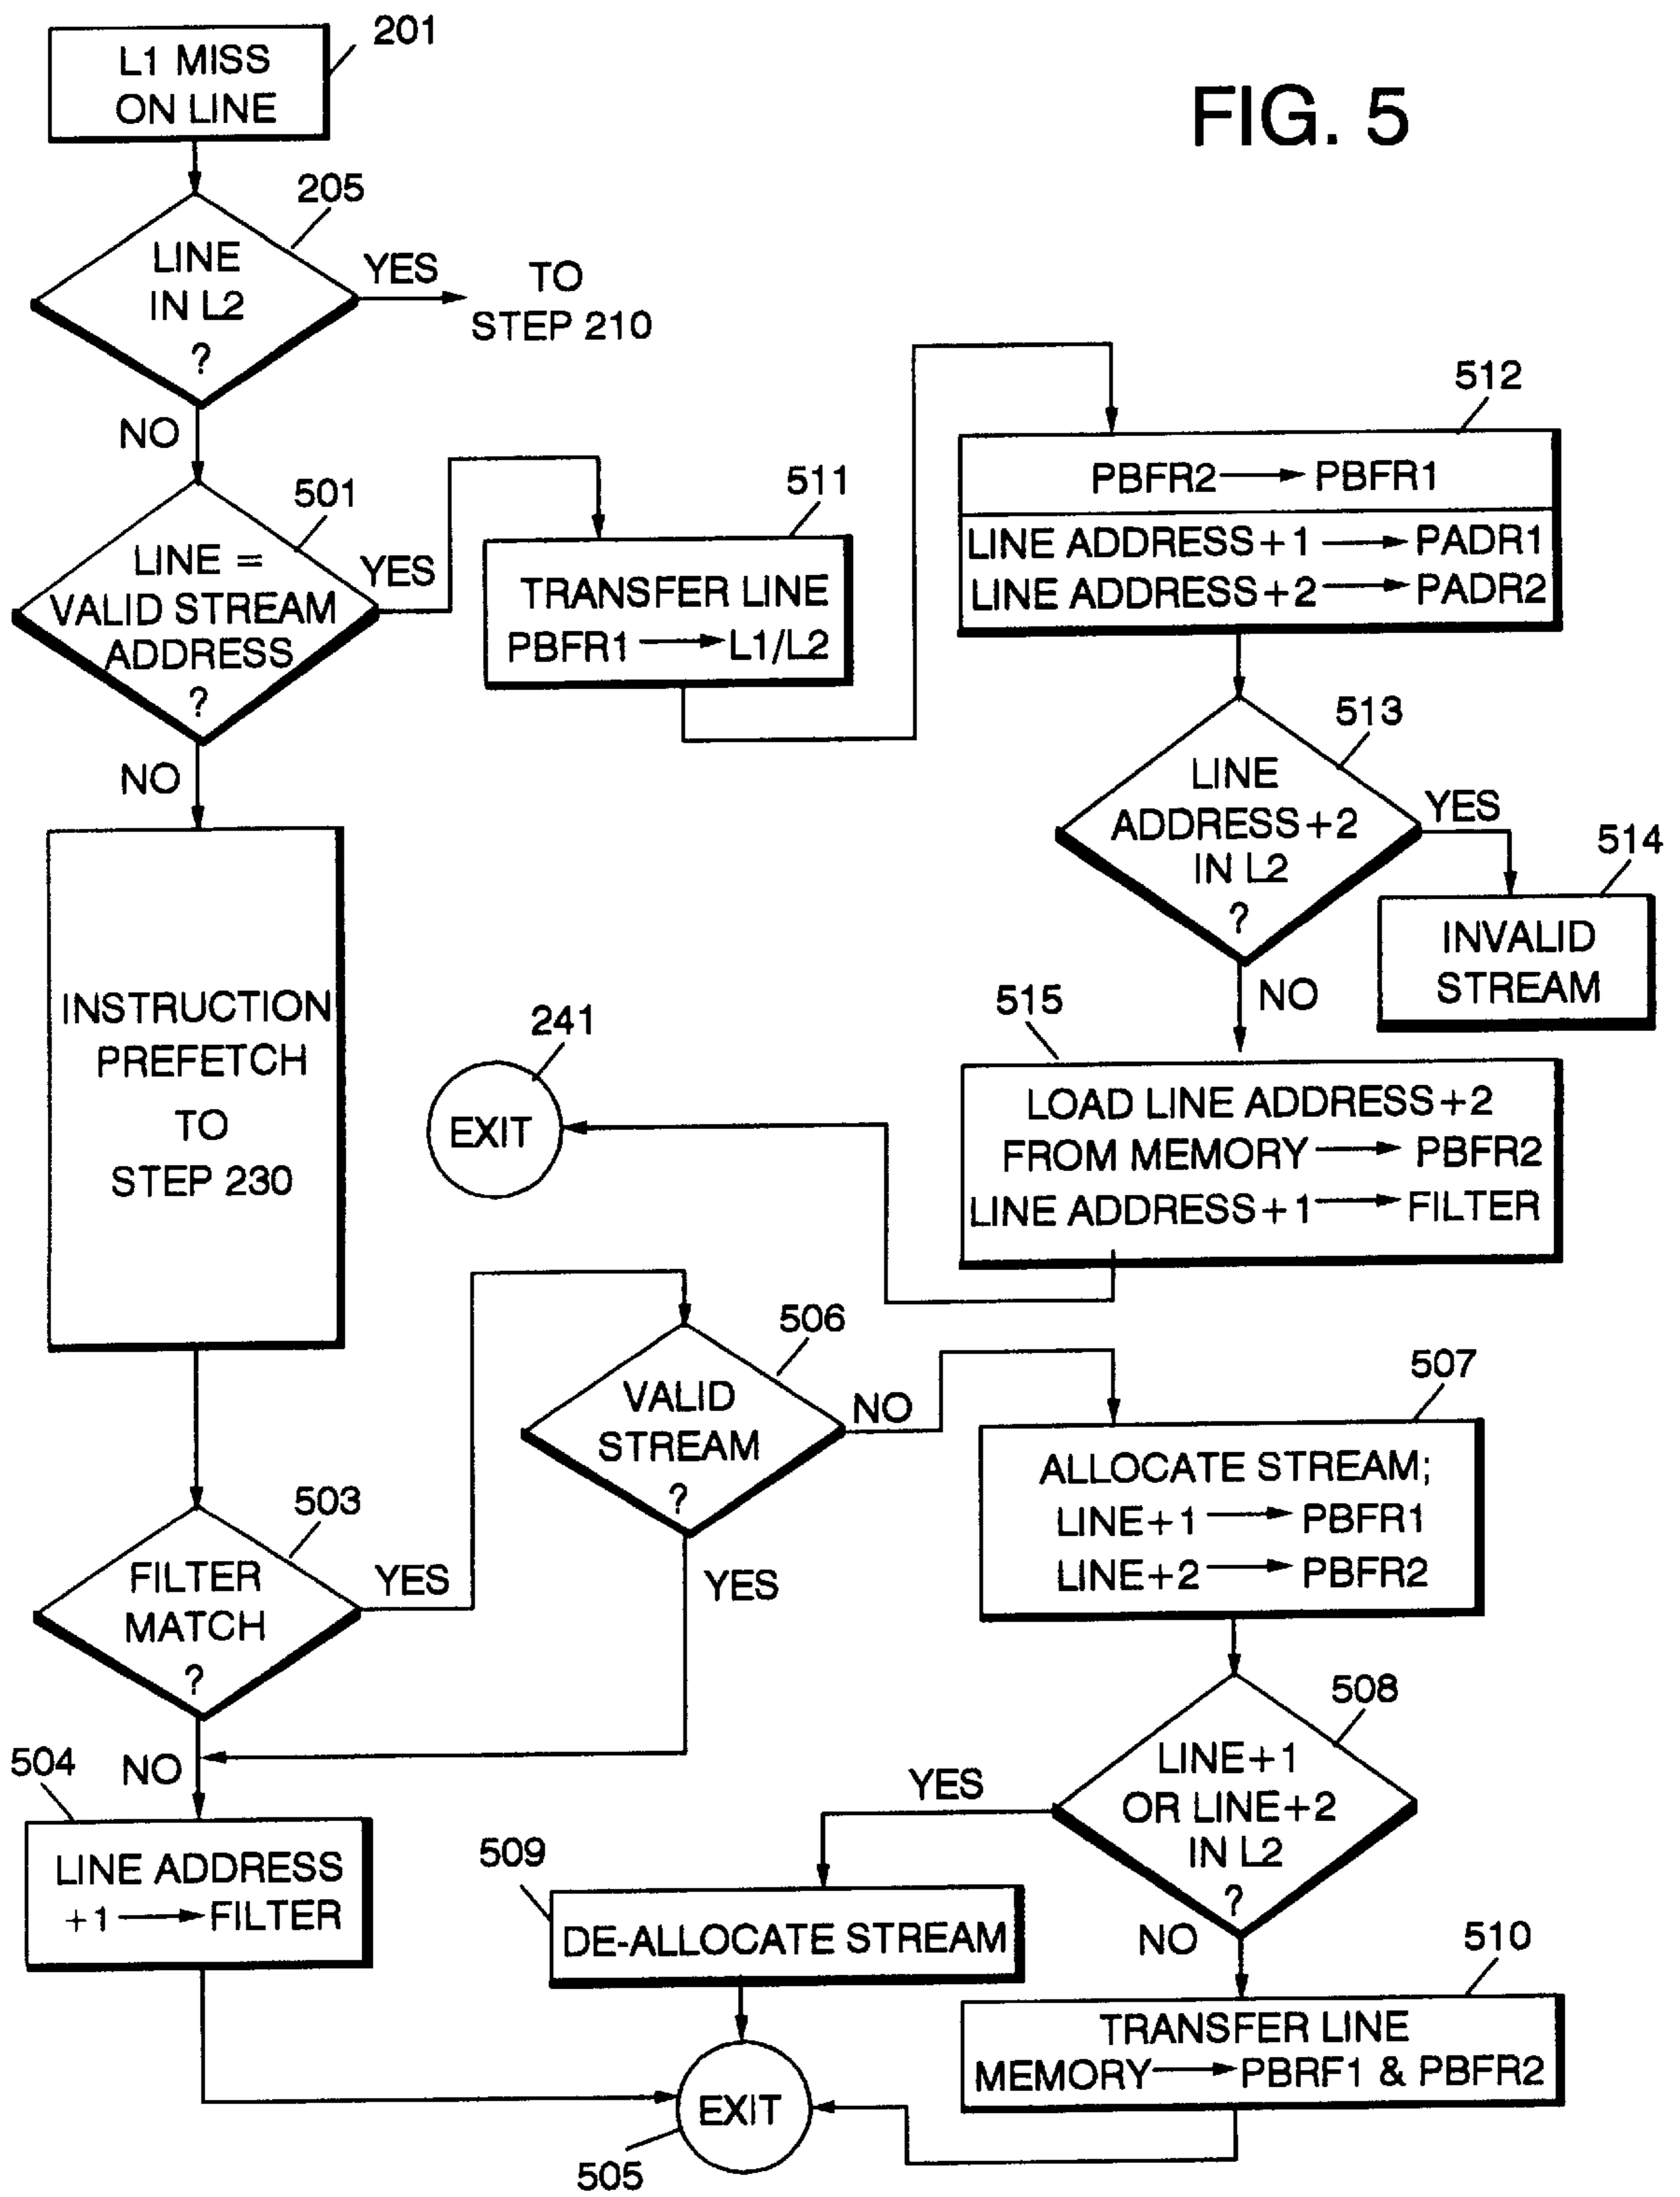 FIG. 5
201
L1 MISS
ON LINE
205
LINE
IN L2
?
YES
TO
STEP 210
NO
501
LINE =
VALID STREAM
ADDRESS
?
YES
NO
511
TRANSFER LINE
PBFR1 → L1/L2
512
PBFR2 → PBFR1
LINE ADDRESS+1 → PADR1
LINE ADDRESS+2 → PADR2
513
LINE
ADDRESS+2
IN L2
?
YES
514
INVALID
STREAM
NO
515
LOAD LINE ADDRESS+2
FROM MEMORY → PBFR2
LINE ADDRESS+1 → FILTER
241
EXIT
INSTRUCTION
PREFETCH
TO
STEP 230
503
FILTER
MATCH
?
YES
NO
506
VALID
STREAM
?
NO
YES
507
ALLOCATE STREAM;
LINE+1 → PBFR1
LINE+2 → PBFR2
508
LINE+1
OR LINE+2
IN L2
?
YES
NO
504
LINE ADDRESS
+1 → FILTER
509
DE-ALLOCATE STREAM
510
TRANSFER LINE
MEMORY → PBRF1 & PBFR2
EXIT
505